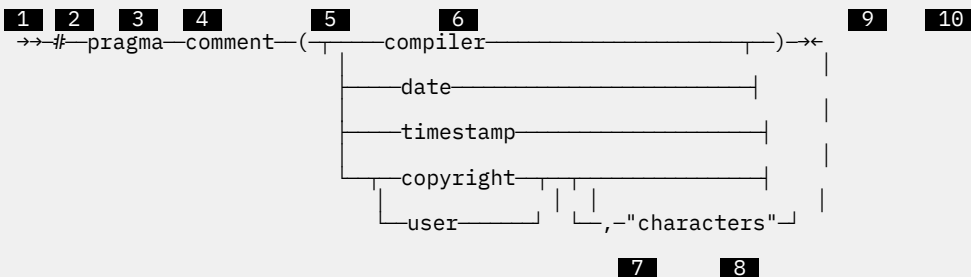 1 2 3 4 5 6 9 10
→→─#──pragma──comment──(─┬─────compiler────────────────────────┬──)─→←
├─────date────────────────────────────┤
├─────timestamp───────────────────────┤
└──┬──copyright──┬──┬─────────────────┤
└──user───────┘ └──,─"characters"─┘
7 8